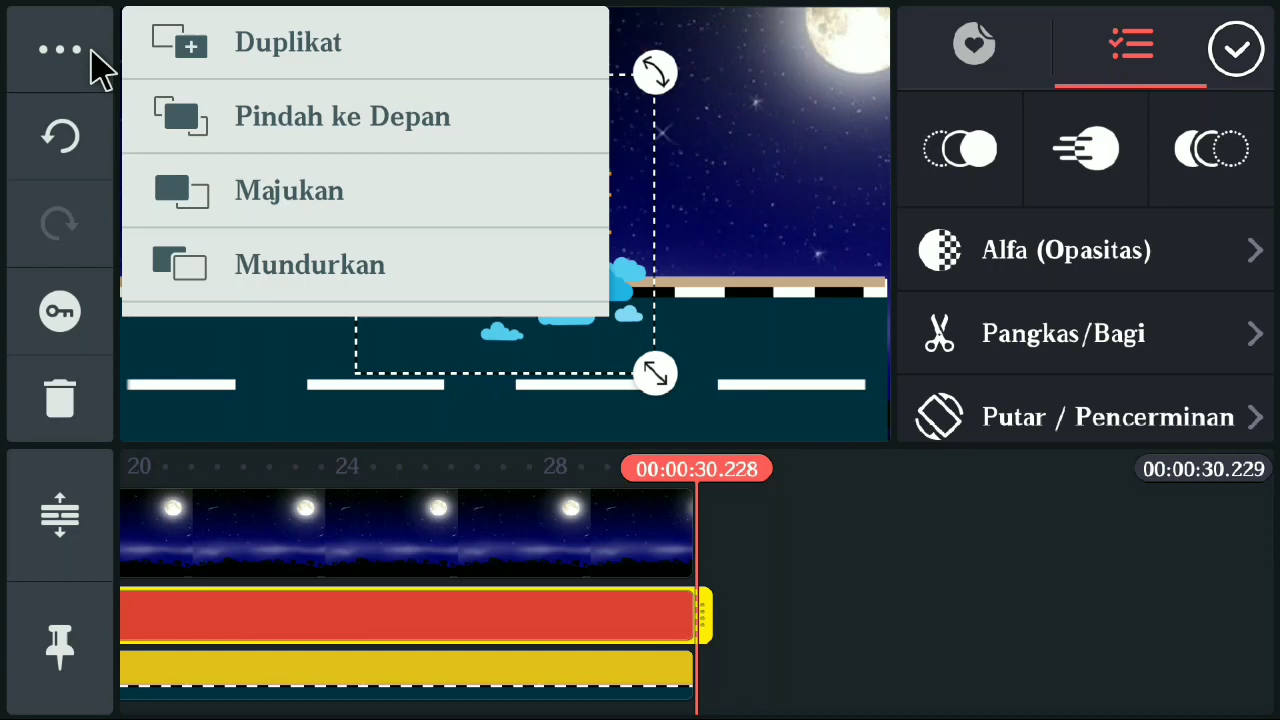 Duplikat
Pindah ke Depan
Majukan
Mundurkan
Alfa (Opasitas)
Pangkas/Bagi
Putar / Pencerminan
20
24
28
00:00:30.228
00:00:30.229